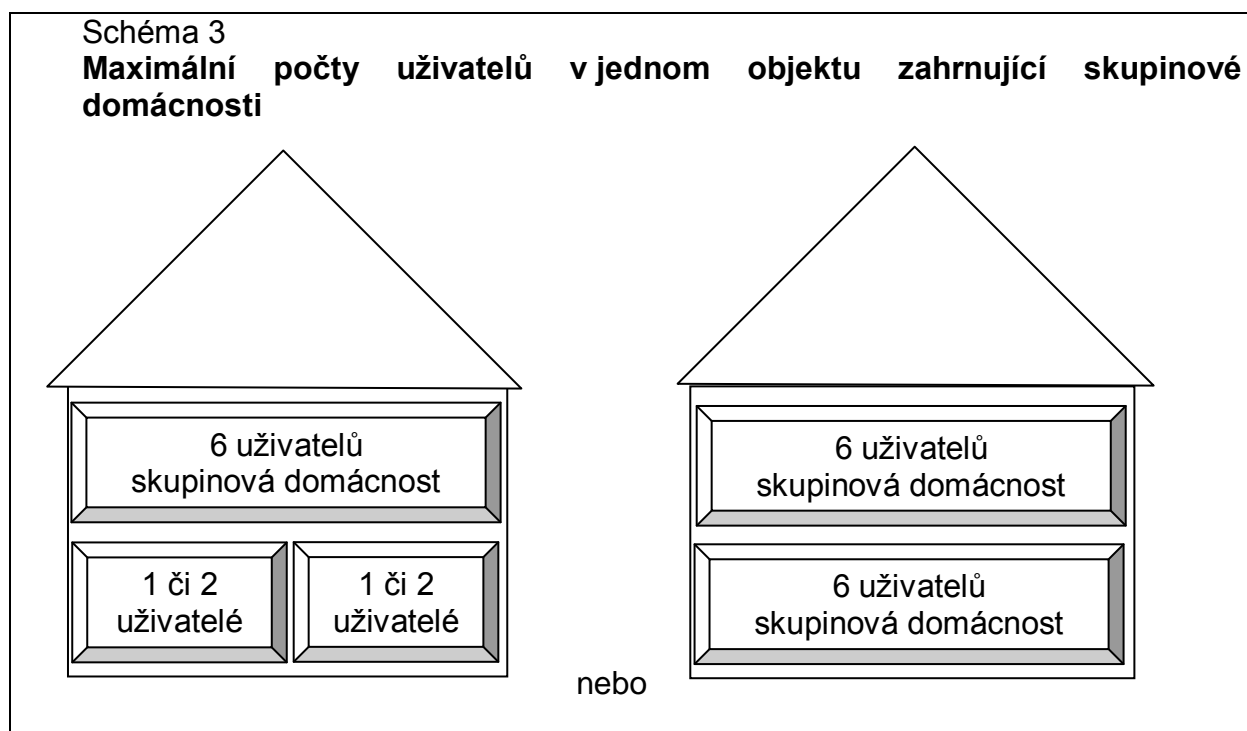 Schéma 3
Maximální počty uživatelů v jednom objektu zahrnující skupinové
domácnosti
6 uživatelů
skupinová domácnost
1 či 2
uživatelé
1 či 2
uživatelé
nebo
6 uživatelů
skupinová domácnost
6 uživatelů
skupinová domácnost